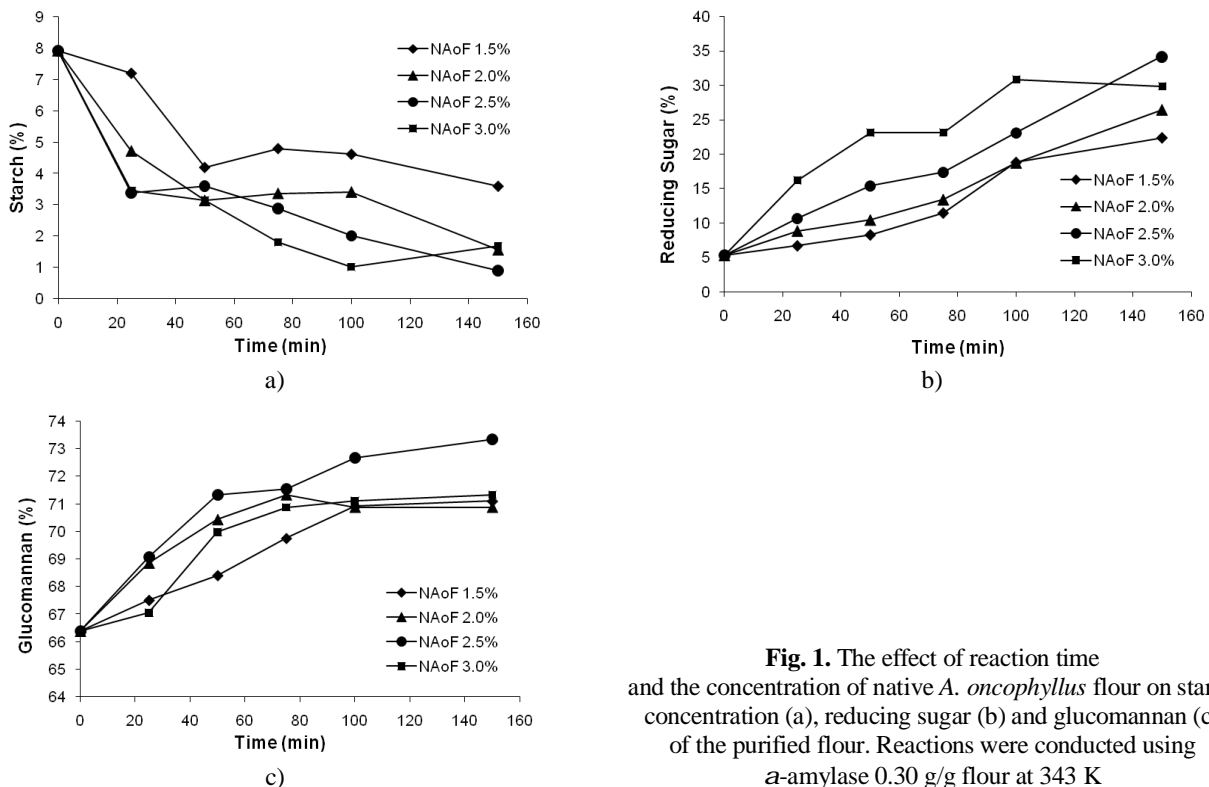 9
8
7
6
5
4
3
2
1
0
Starch (%)
NAoF 1.5%
NAoF 2.0%
NAoF 2.5%
NAoF 3.0%
0 20 40 60 80 100 120 140 160
Time (min)
a)
40
35
30
25
20
15
10
5
0
Reducing Sugar (%)
NAoF 1.5%
NAoF 2.0%
NAoF 2.5%
NAoF 3.0%
0 20 40 60 80 100 120 140 160
Time (min)
b)
74
73
72
71
70
69
68
67
66
65
64
Glucomannan (%)
NAoF 1.5%
NAoF 2.0%
NAoF 2.5%
NAoF 3.0%
0 20 40 60 80 100 120 140 160
Time (min)
c)
Fig. 1. The effect of reaction time
and the concentration of native A. oncophyllus flour on star
concentration (a), reducing sugar (b) and glucomannan (c
of the purified flour. Reactions were conducted using
a-amylase 0.30 g/g flour at 343 K